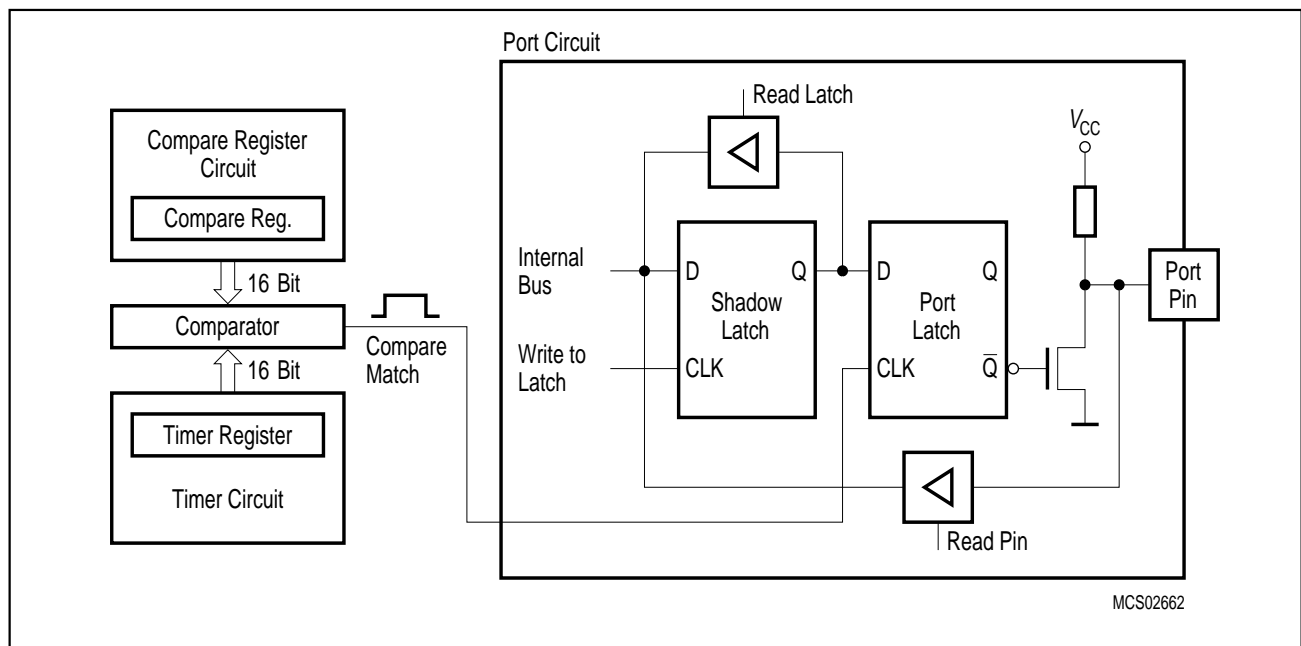 Port Circuit
Compare Register
Circuit
Compare Reg.
16 Bit
Comparator
16 Bit
Timer Register
Timer Circuit
Compare
Match
Read Latch
Internal
Bus
Write to
Latch
D
Q
Shadow
Latch
CLK
D
Q
Port
Latch
CLK
Q̅
VCC
Port
Pin
Read Pin
MCS02662